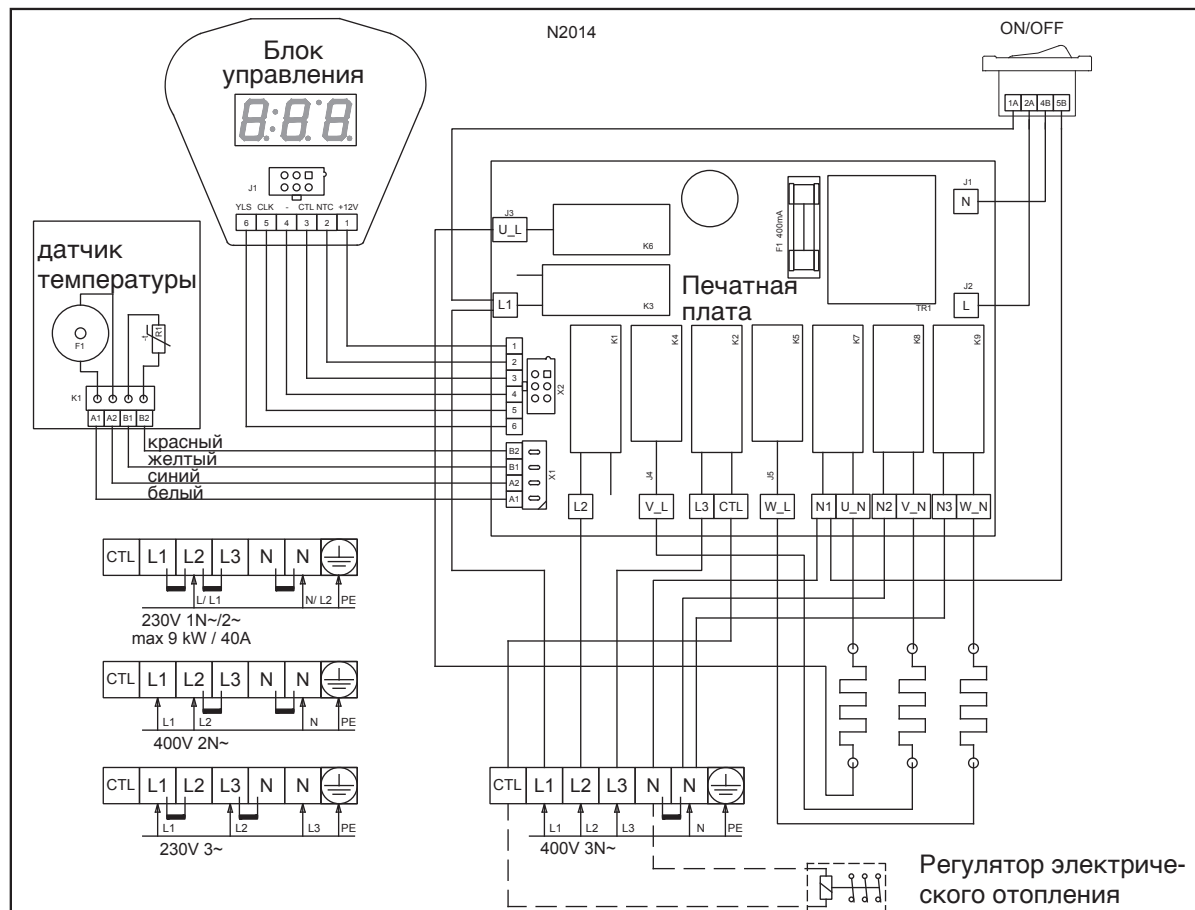 N2014
ON/OFF
Блок
управления
8:8'8
J1
YLS CLK - CTL NTC +12V
6 5 4 3 2 1
1A 2A 4B 5B
датчик
температуры
F1
-t
R1
K1
A1 A2 B1 B2
красный
желтый
синий
белый
J3
U_L
K6
L1
K3
F1 400mA
TR1
J1
N
J2
L
Печатная
плата
1
2
3
4
5
6
X2
B2
B1
A2
A1
X1
K1 K4 K2 K5 K7 K8 K9
J4 J5
L2 V_L L3 CTL W_L N1 U_N N2 V_N N3 W_N
CTL L1 L2 L3 N N
L/ L1 N/ L2 PE
230V 1N~/2~
max 9 kW / 40A
CTL L1 L2 L3 N N
L1 L2 N PE
400V 2N~
CTL L1 L2 L3 N N
L1 L2 L3 PE
230V 3~
CTL L1 L2 L3 N N
L1 L2 L3 N PE
400V 3N~
Регулятор электриче-
ского отопления